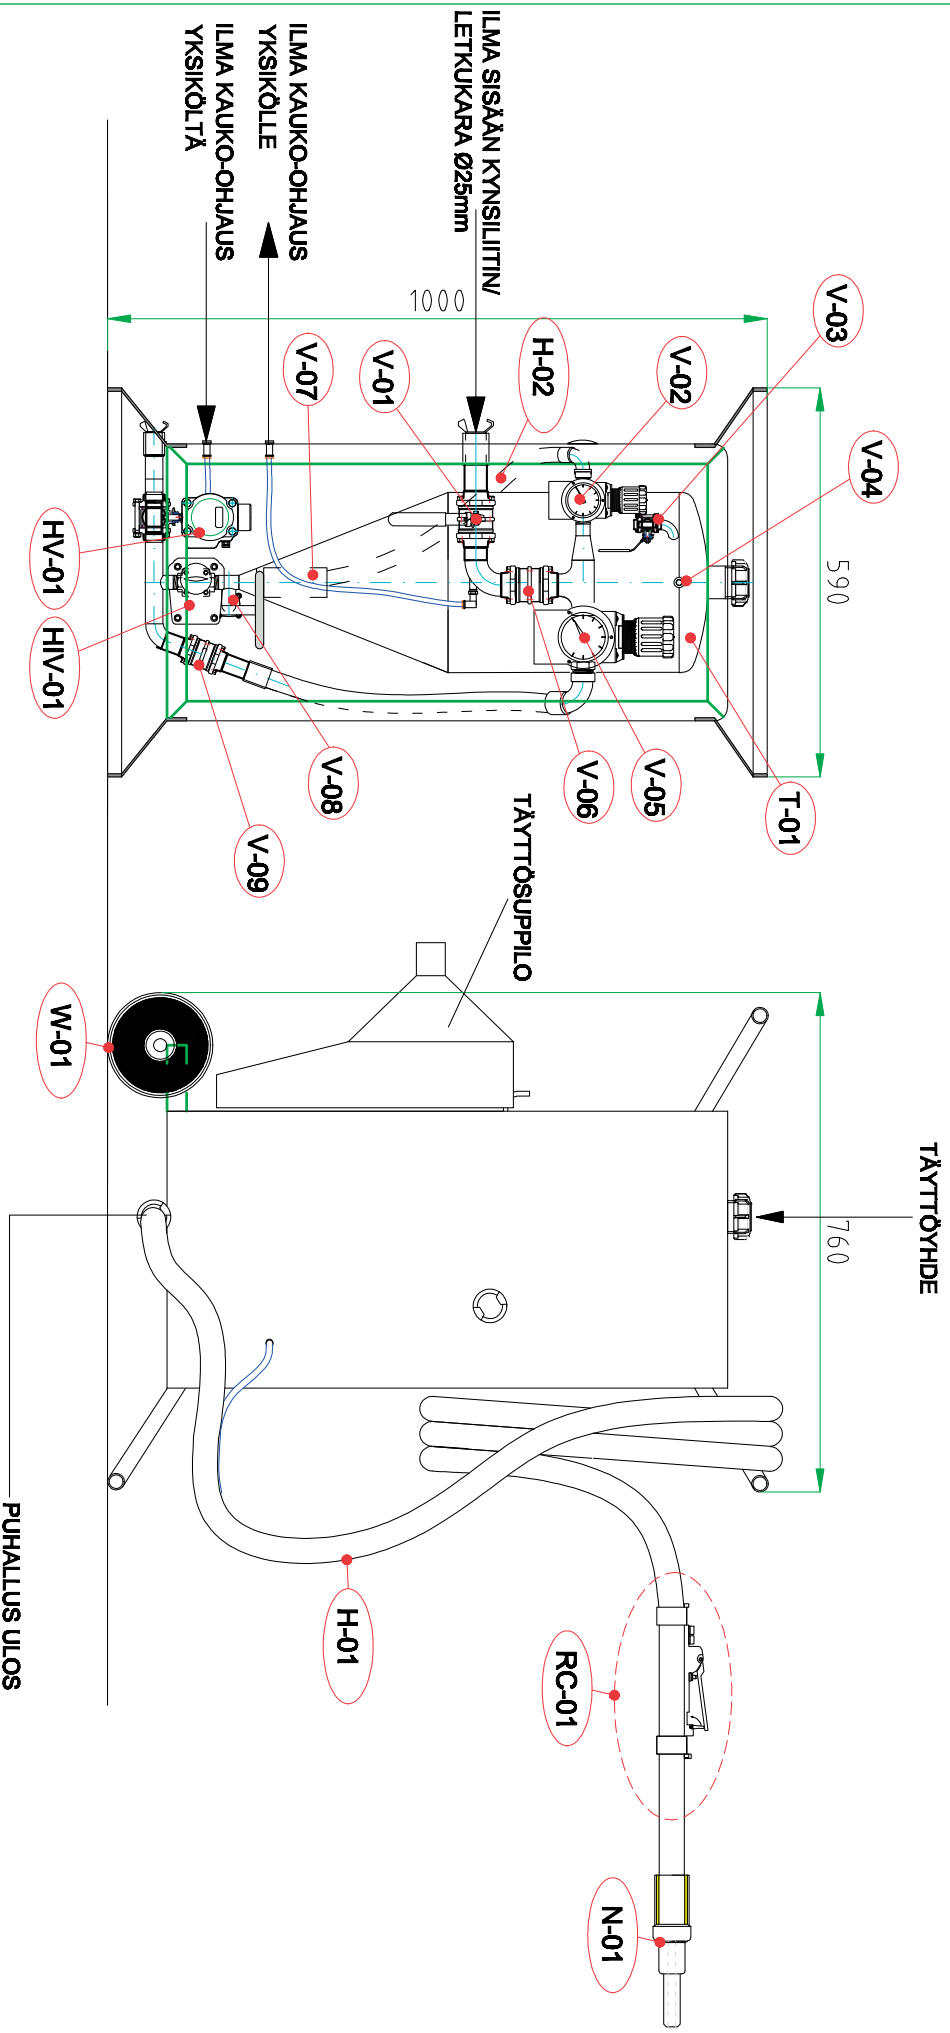 ILMA SISÄÄN KYNSILIITIN/
LETKUKARA Ø25mm
ILMA KAUKO-OHJAUS
YKSIKÖLLE
ILMA KAUKO-OHJAUS
YKSIKÖLTÄ
1000
590
V-03
V-02
V-04
H-02
V-01
V-07
HV-01
HIV-01
V-08
V-09
V-06
V-05
T-01
TÄYTTÖSUPPILO
W-01
TÄYTTÖYHDE
760
PUHALLUS ULOS
H-01
RC-01
N-01